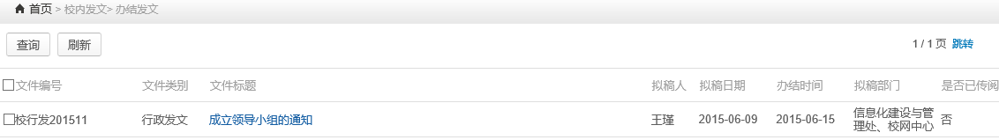 首页 > 校内发文> 办结发文
查询 刷新 1 / 1 页 跳转
文件编号 文件类别 文件标题 拟稿人 拟稿日期 办结时间 拟稿部门 是否已传阅
校行发201511 行政发文 成立领导小组的通知 王瑾 2015-06-09 2015-06-15 信息化建设与管 否
理处、校网中心